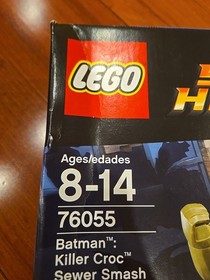 LEGO
Ages/edades
8-14
76055
Batman™:
Killer Croc™
Sewer Smash